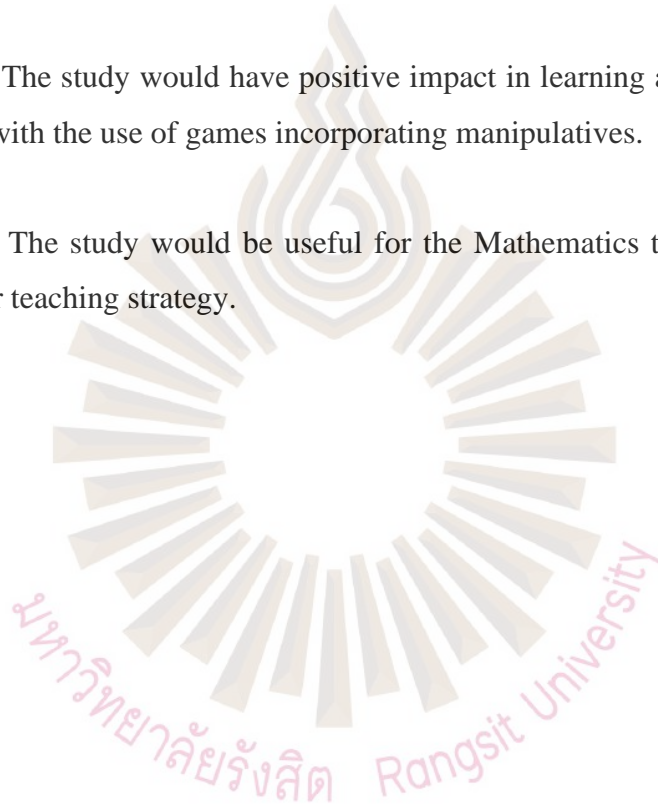 The study would have positive impact in learning a
with the use of games incorporating manipulatives.
The study would be useful for the Mathematics t
r teaching strategy.
มหาวิทยาลัยรังสิต Rangsit University